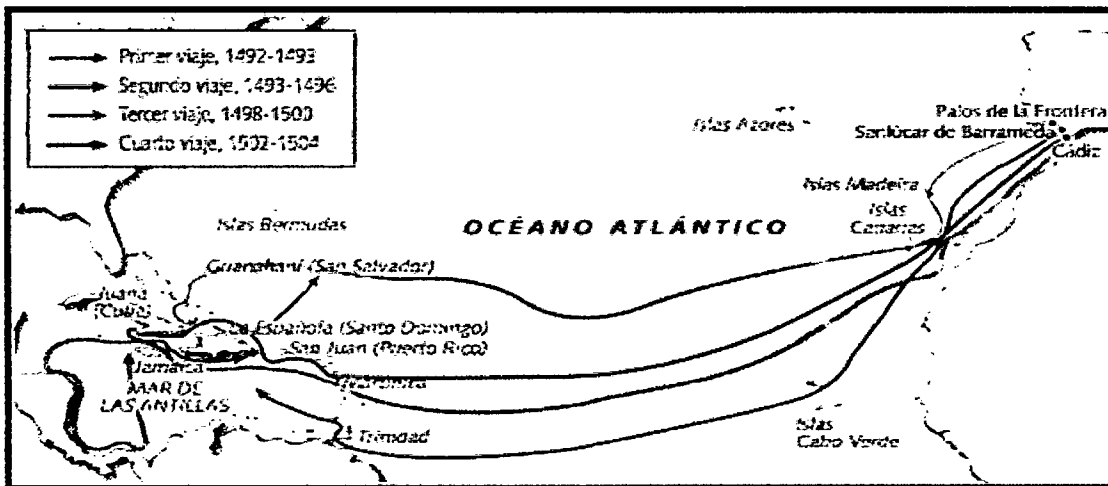 Primer viaje, 1492-1493
Segundo viaje, 1493-1496
Tercer viaje, 1498-1500
Cuarto viaje, 1502-1504
Islas Azores
Palos de la Frontera
Sanlúcar de Barrameda
Cádiz
Islas Madeira
Islas
Canarias
Islas Bermudas
OCÉANO ATLÁNTICO
Guanahaní (San Salvador)
Juana
(Cuba)
La Española (Santo Domingo)
San Juan (Puerto Rico)
Jamaica
MAR DE
LAS ANTILLAS
Trinidad
Islas
Cabo Verde